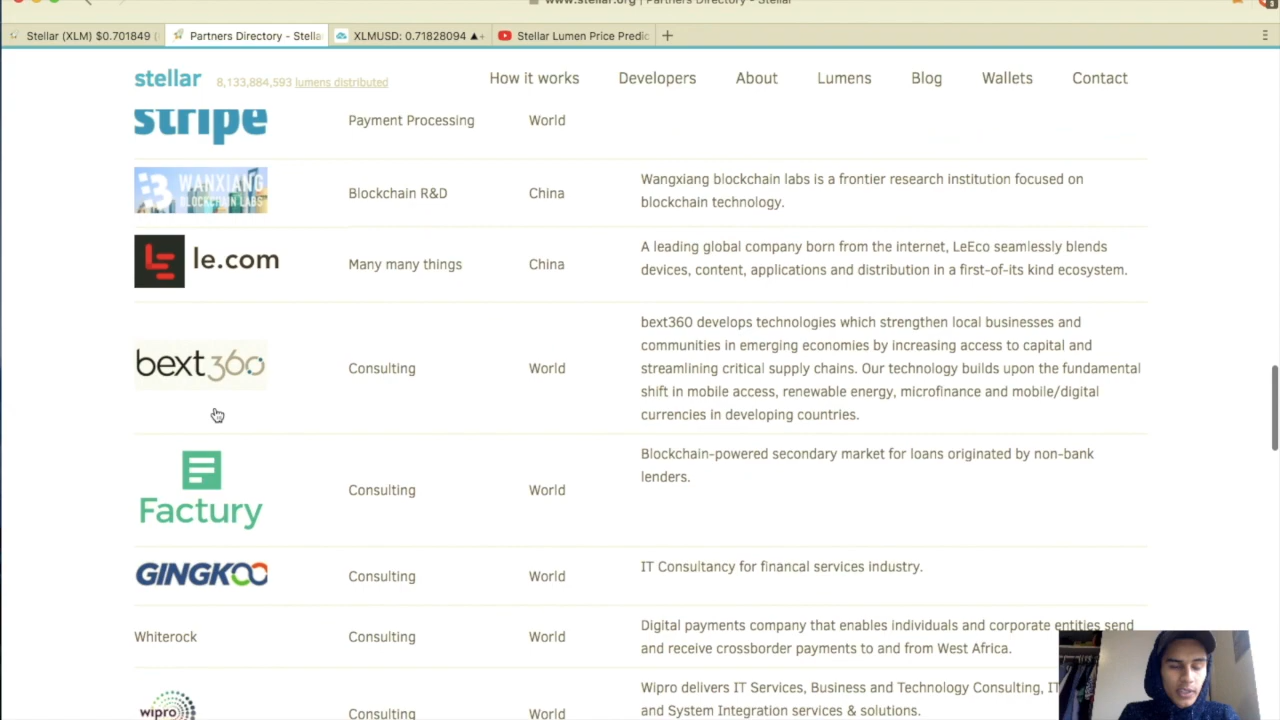 www.stellar.org | Partners Directory - Stellar
Stellar (XLM) $0.701849 (
Partners Directory - Stella
XLMUSD: 0.71828094 ▲+
Stellar Lumen Price Predic
+
3
stellar
8,133,884,593 lumens distributed
How it works
Developers
About
Lumens
Blog
Wallets
Contact
stripe
Payment Processing
World
WANXIANG
BLOCKCHAIN LABS
Blockchain R&D
China
Wangxiang blockchain labs is a frontier research institution focused on
blockchain technology.
le.com
Many many things
China
A leading global company born from the internet, LeEco seamlessly blends
devices, content, applications and distribution in a first-of-its kind ecosystem.
bext360
Consulting
World
bext360 develops technologies which strengthen local businesses and
communities in emerging economies by increasing access to capital and
streamlining critical supply chains. Our technology builds upon the fundamental
shift in mobile access, renewable energy, microfinance and mobile/digital
currencies in developing countries.
Factury
Consulting
World
Blockchain-powered secondary market for loans originated by non-bank
lenders.
GINGKOO
Consulting
World
IT Consultancy for financal services industry.
Whiterock
Consulting
World
Digital payments company that enables individuals and corporate entities send
and receive crossborder payments to and from West Africa.
wipro
Consulting
World
Wipro delivers IT Services, Business and Technology Consulting, IT
and System Integration services & solutions.